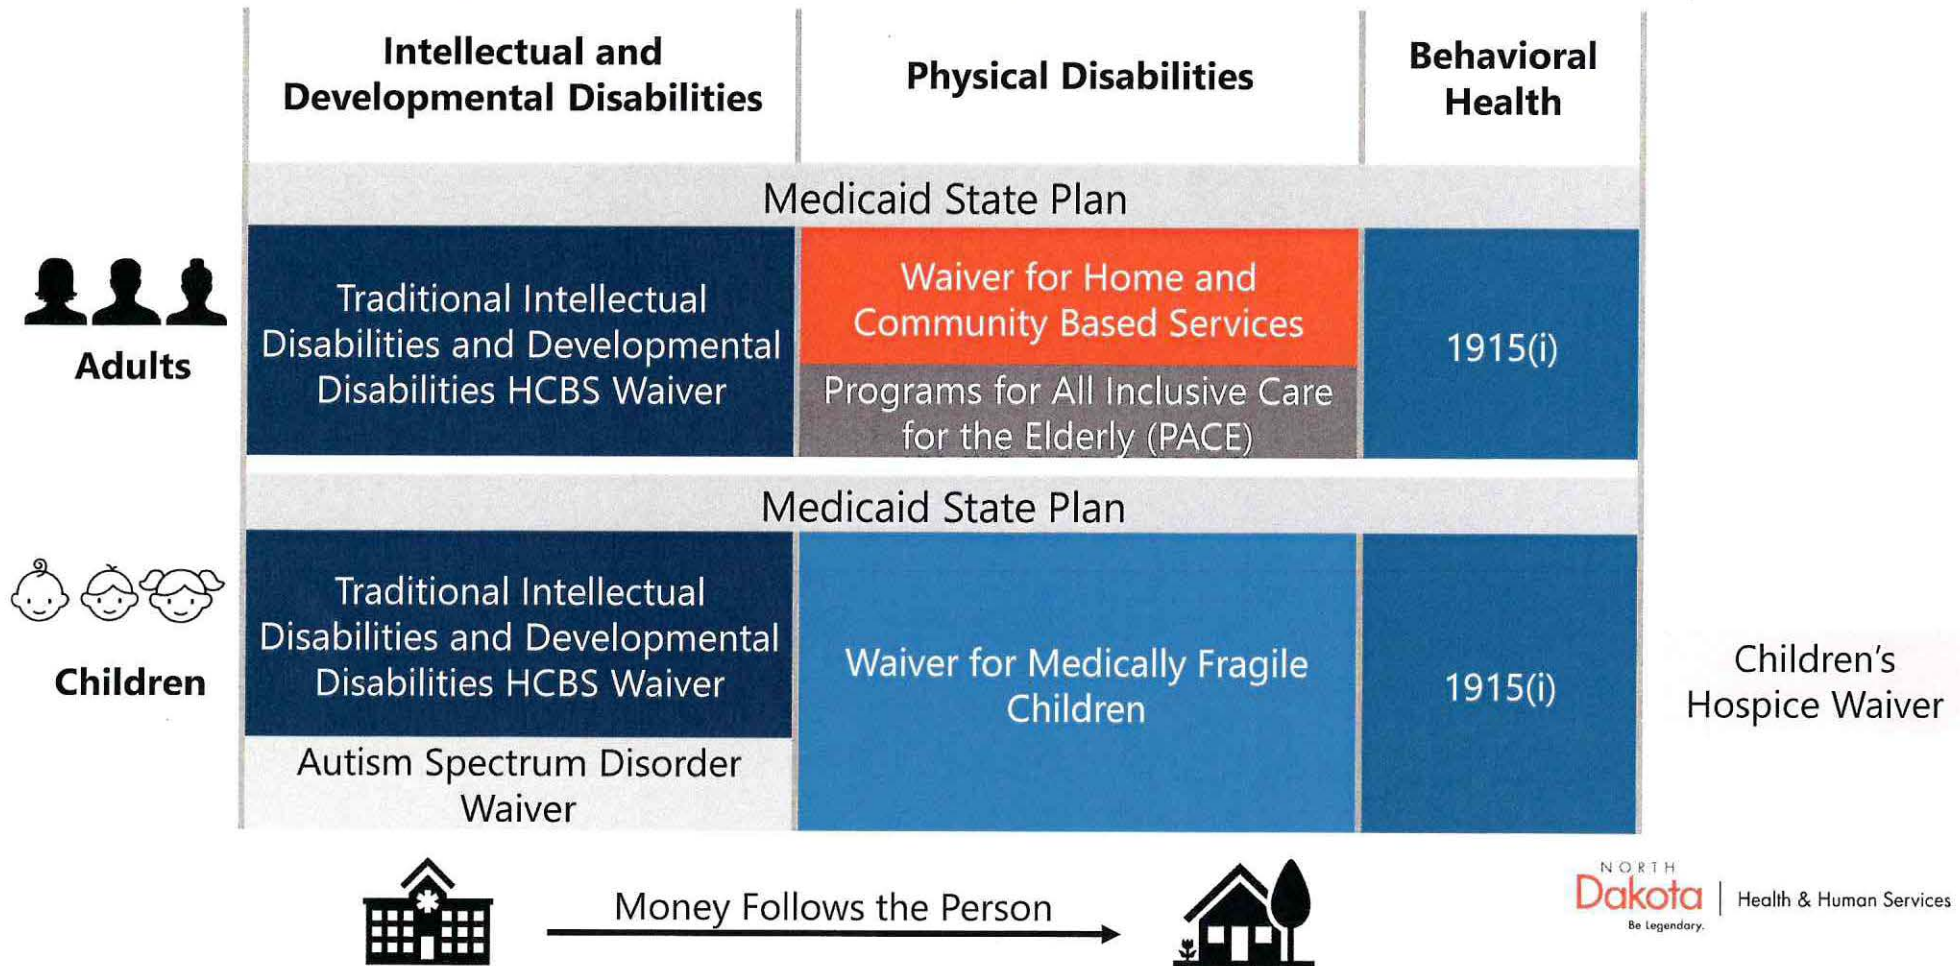 Intellectual and
Developmental Disabilities
Physical Disabilities
Behavioral
Health
Medicaid State Plan
Adults
Traditional Intellectual
Disabilities and Developmental
Disabilities HCBS Waiver
Waiver for Home and
Community Based Services
Programs for All Inclusive Care
for the Elderly (PACE)
1915(i)
Medicaid State Plan
Children
Traditional Intellectual
Disabilities and Developmental
Disabilities HCBS Waiver
Autism Spectrum Disorder
Waiver
Waiver for Medically Fragile
Children
1915(i)
Children's
Hospice Waiver
Money Follows the Person
NORTH
Dakota
Be Legendary.
Health & Human Services